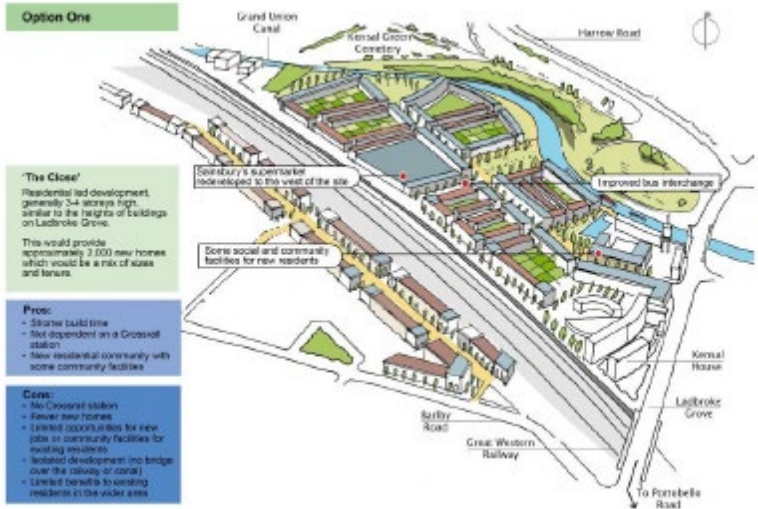 Option One
Grand Union
Canal
Kensal Green
Cemetery
Harrow Road
'The Close'
Residential led development,
generally 3-4 storeys high,
similar to the heights of buildings
on Ladbroke Grove.
This would provide
approximately 2,000 new homes
which would be a mix of sizes
and tenure.
Sainsbury's supermarket
redeveloped to the west of the site
Improved bus interchange
Some social and community
facilities for new residents
Pros:
• Shorter build time
• Not dependent on a Crossrail
station
• New residential community with
some community facilities
Cons:
• No Crossrail station
• Fewer new homes
• Limited opportunities for new
jobs or community facilities for
existing residents
• Isolated development (no bridge
over the railway or canal)
• Limited benefits to existing
residents in the wider area
Kensal
House
Ladbroke
Grove
Barlby
Road
Great Western
Railway
To Portobello
Road